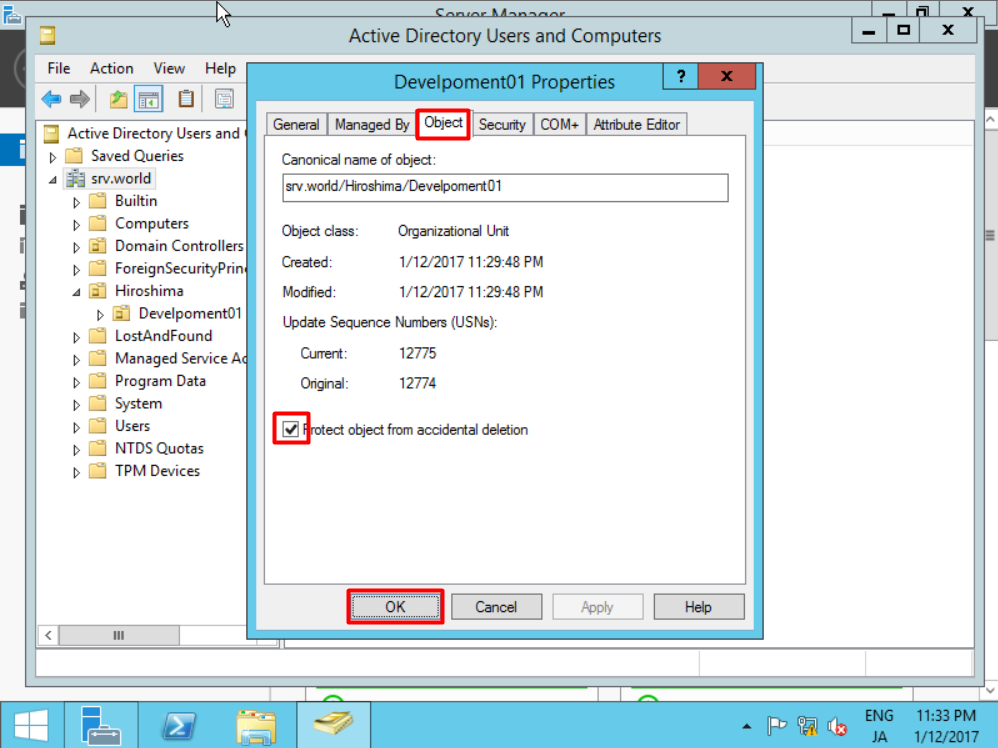 Server Manager
Active Directory Users and Computers
File Action View Help
Develpoment01 Properties
?
General Managed By Object Security COM+ Attribute Editor
Active Directory Users and
Saved Queries
srv.world
Builtin
Computers
Domain Controllers
ForeignSecurityPrin
Hiroshima
Develpoment01
LostAndFound
Managed Service Ac
Program Data
System
Users
NTDS Quotas
TPM Devices
Canonical name of object:
srv.world/Hiroshima/Develpoment01
Object class: Organizational Unit
Created: 1/12/2017 11:29:48 PM
Modified: 1/12/2017 11:29:48 PM
Update Sequence Numbers (USNs):
Current: 12775
Original: 12774
Protect object from accidental deletion
OK Cancel Apply Help
ENG 11:33 PM
JA 1/12/2017